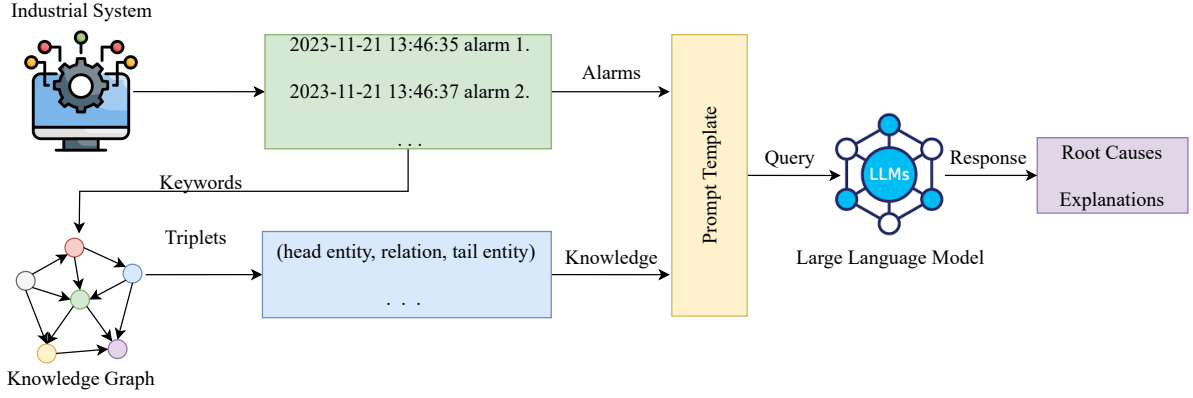 Industrial System
2023-11-21 13:46:35 alarm 1.
2023-11-21 13:46:37 alarm 2.
. . .
Alarms
Keywords
Prompt Template
Query
LLMs
Response
Root Causes
Explanations
Large Language Model
Triplets
(head entity, relation, tail entity)
. . .
Knowledge
Knowledge Graph